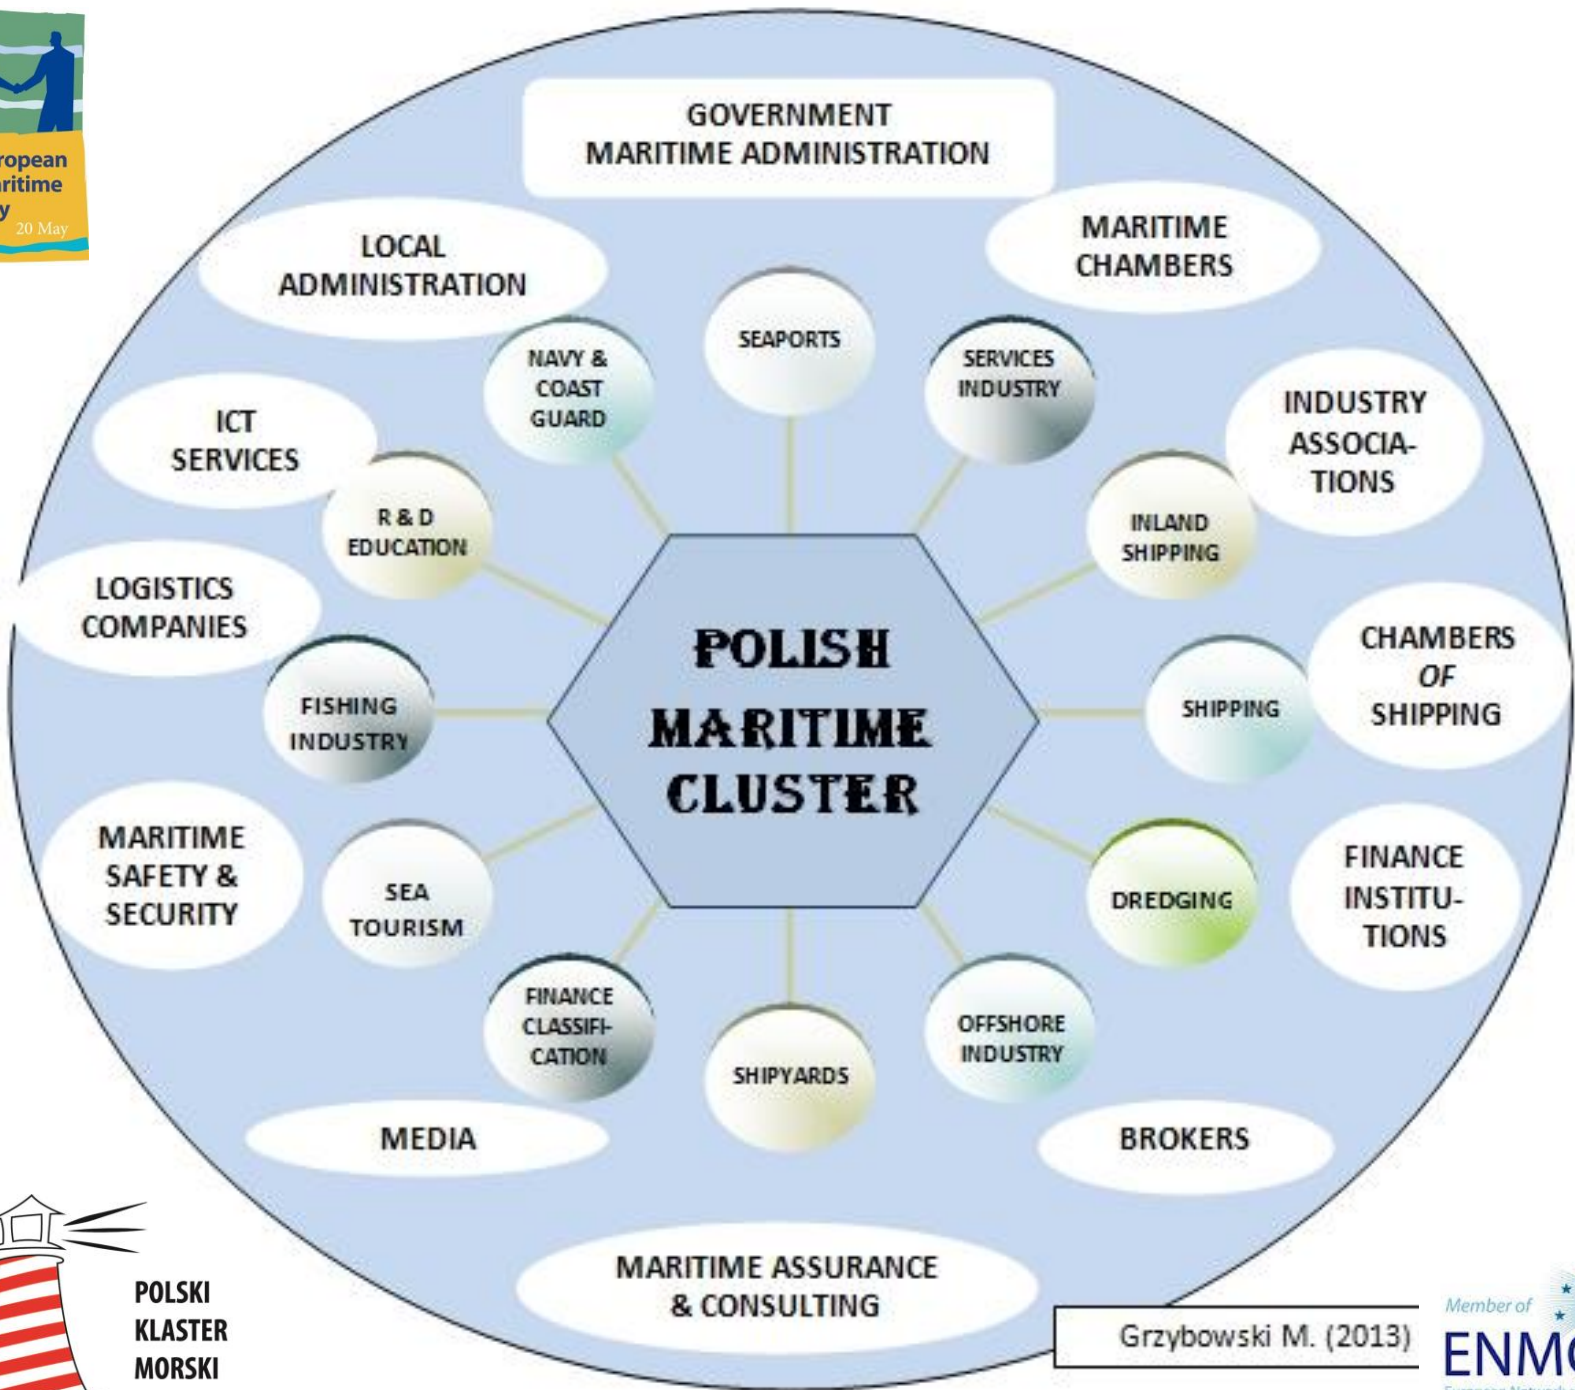 20 May
GOVERNMENT
MARITIME ADMINISTRATION
LOCAL
ADMINISTRATION
MARITIME
CHAMBERS
SEAPORTS
NAVY &
COAST
GUARD
SERVICES
INDUSTRY
ICT
SERVICES
INDUSTRY
ASSOCIA-
TIONS
R & D
EDUCATION
INLAND
SHIPPING
LOGISTICS
COMPANIES
CHAMBERS
OF
SHIPPING
FISHING
INDUSTRY
POLISH
MARITIME
CLUSTER
SHIPPING
MARITIME
SAFETY &
SECURITY
SEA
TOURISM
DREDGING
FINANCE
INSTITU-
TIONS
FINANCE
CLASSIFI-
CATION
SHIPYARDS
OFFSHORE
INDUSTRY
MEDIA
BROKERS
MARITIME ASSURANCE
& CONSULTING
POLSKI
KLASTER
MORSKI
Grzybowski M. (2013)
Member of